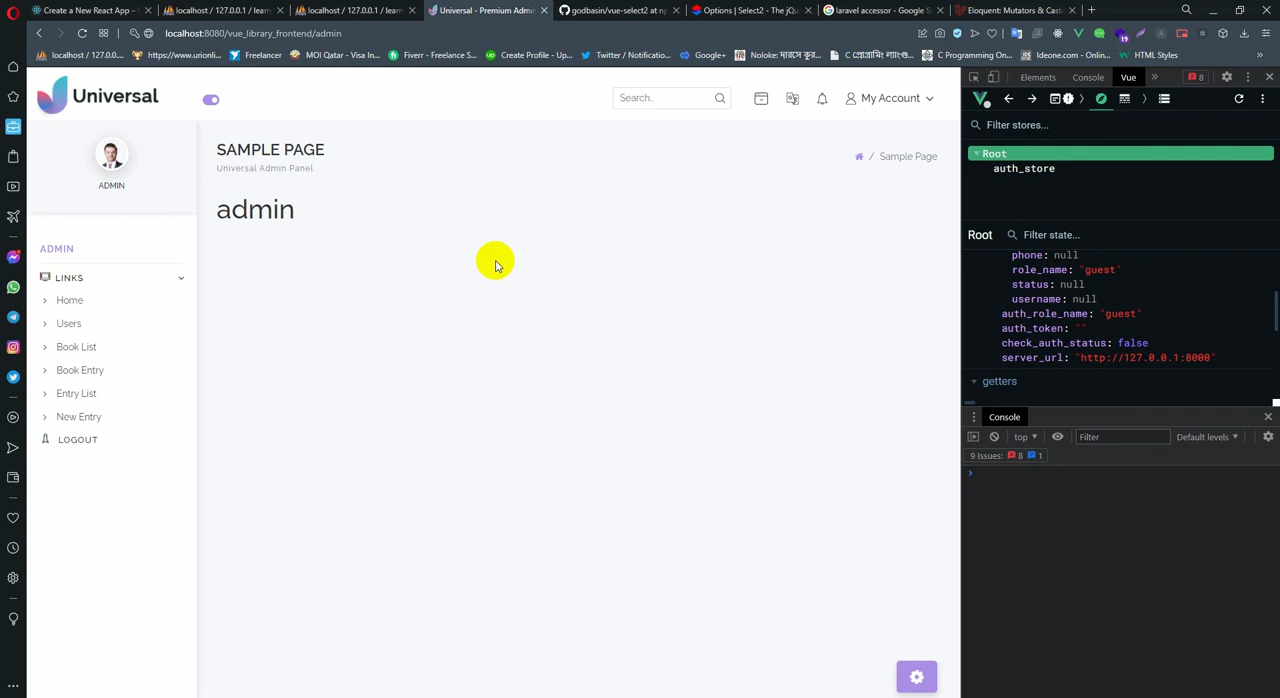 Create a New React App –
localhost / 127.0.0.1 / learn
localhost / 127.0.0.1 / learn
Universal - Premium Admin
godbasin/vue-select2 at np
Options | Select2 - The jQu
laravel accessor - Google S
Eloquent: Mutators & Casti
localhost:8080/vue_library_frontend/admin
19
localhost / 127.0.0....
https://www.urionli...
Freelancer
MOI Qatar - Visa In...
Fiverr - Freelance S...
Create Profile - Up...
Twitter / Notificatio...
Google+
Noloke: দারসে কুর...
C প্রোগ্রামিং ল্যাংগ...
C Programming On...
Ideone.com - Onlin...
HTML Styles
Universal
Search..
My Account
ADMIN
ADMIN
LINKS
Home
Users
Book List
Book Entry
Entry List
New Entry
LOGOUT
SAMPLE PAGE
Universal Admin Panel
/ Sample Page
admin
Elements
Console
Vue
8
Filter stores...
Root
auth_store
Root
Filter state...
phone: null
role_name: "guest"
status: null
username: null
auth_role_name: "guest"
auth_token: ""
check_auth_status: false
server_url: "http://127.0.0.1:8000"
getters
Console
top
Filter
Default levels
9 Issues: 8 1